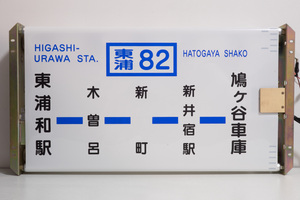 HIGASHI-
URAWA STA.
東浦 82
HATOGAYA SHAKO
東浦和駅
木曽呂
新町
新井宿駅
鳩ヶ谷車庫